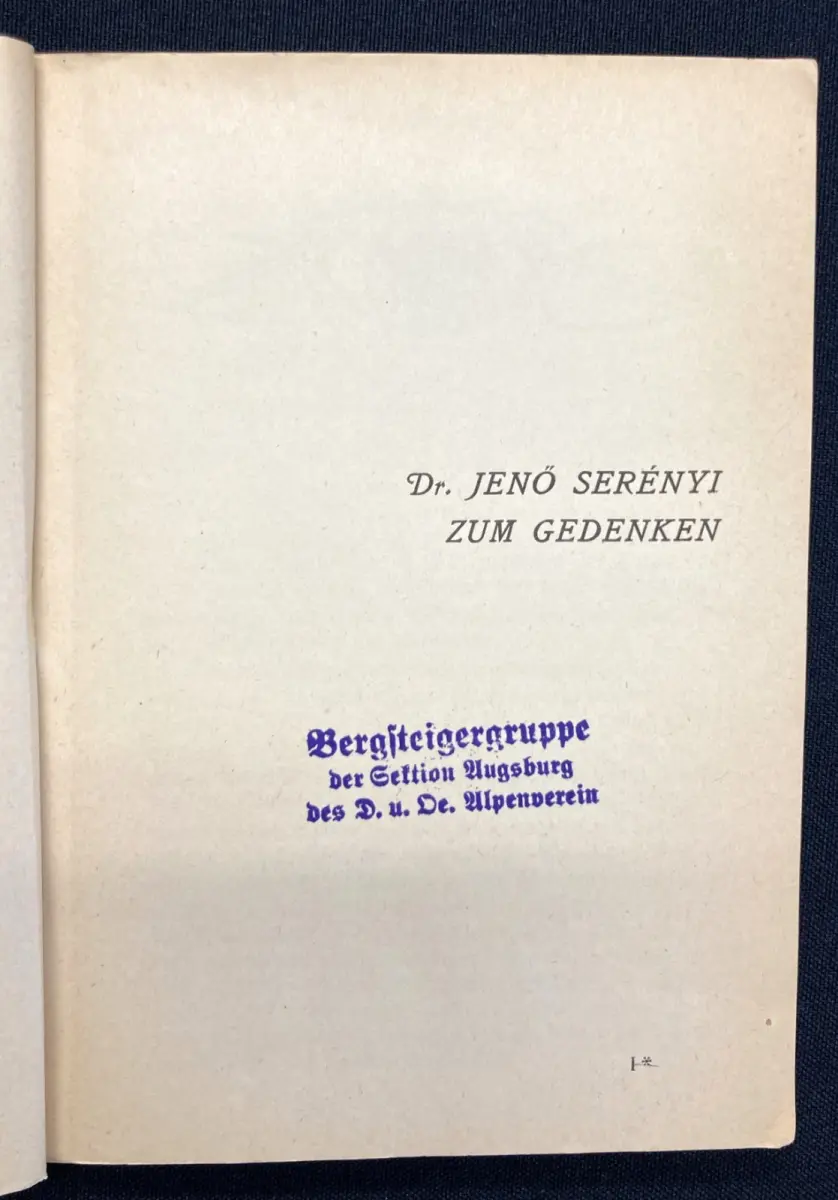 Dr. JENŐ SERÉNYI
ZUM GEDENKEN
Bergſteigergruppe
der Sektion Augsburg
des D. u. Oe. Alpenverein
1*